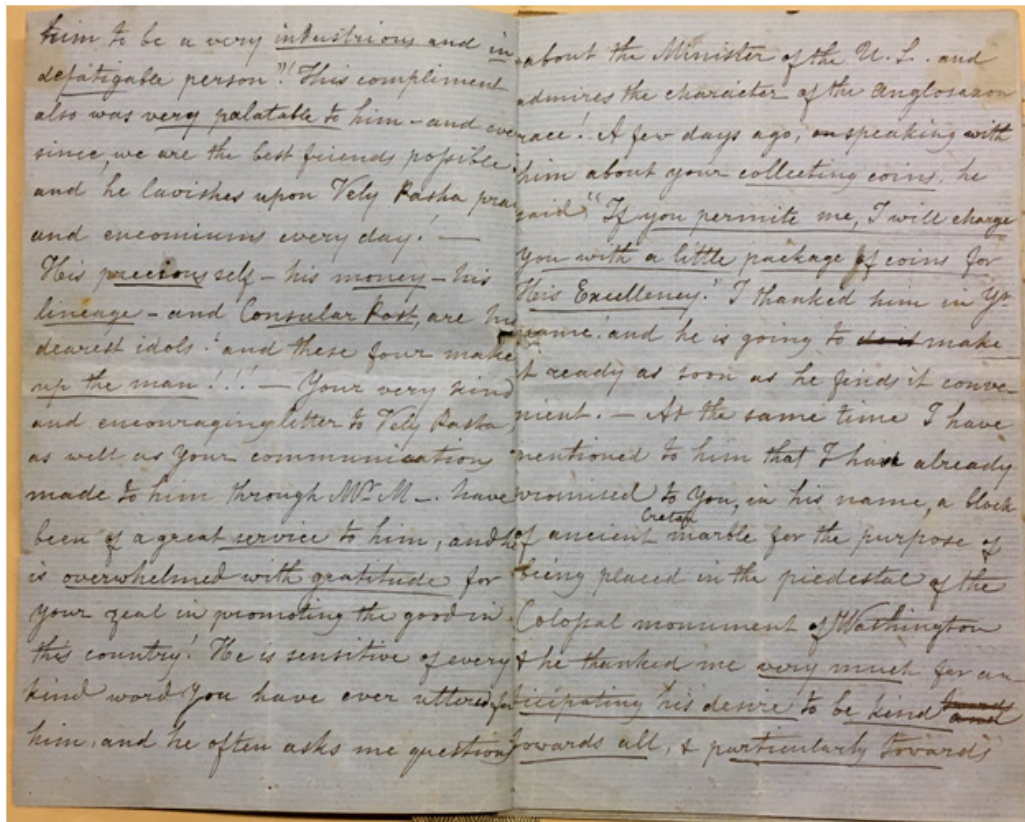 him to be a very industrious and in-
defatigable person"! This compliment
also was very palatable to him - and ever
since, we are the best friends possible.
and he lavishes upon Vely Pasha prai
and encomiums every day! —
His precious self - his money - his
lineage - and Consular Post, are his
dearest idols! and these four make
up the man!!! — Your very kind
and encouraging letter to Vely Pasha
as well as Your communications
made to him through Mr M —. have
been of a great service to him, and he
is overwhelmed with gratitude for
your zeal in promoting the good in
this country! He is sensitive of every
kind word You have ever uttered for
him, and he often asks me questions
about the Minister of the U. S. and
admires the character of the Anglosaxon
race! A few days ago, on speaking with
him about your collecting coins, he
said "If you permite me, I will charge
you with a little package of coins for
His Excellency." I thanked him in Yr
name! and he is going to make
it ready as soon as he finds it conve-
nient. — At the same time I have
mentioned to him that I have already
promised to You, in his name, a block
of ancient Cretan marble for the purpose of
being placed in the piedestal of the
Colossal monument of Washington
& he thanked me very much for an-
ticipating his desire to be kind
towards all, & particularly towards